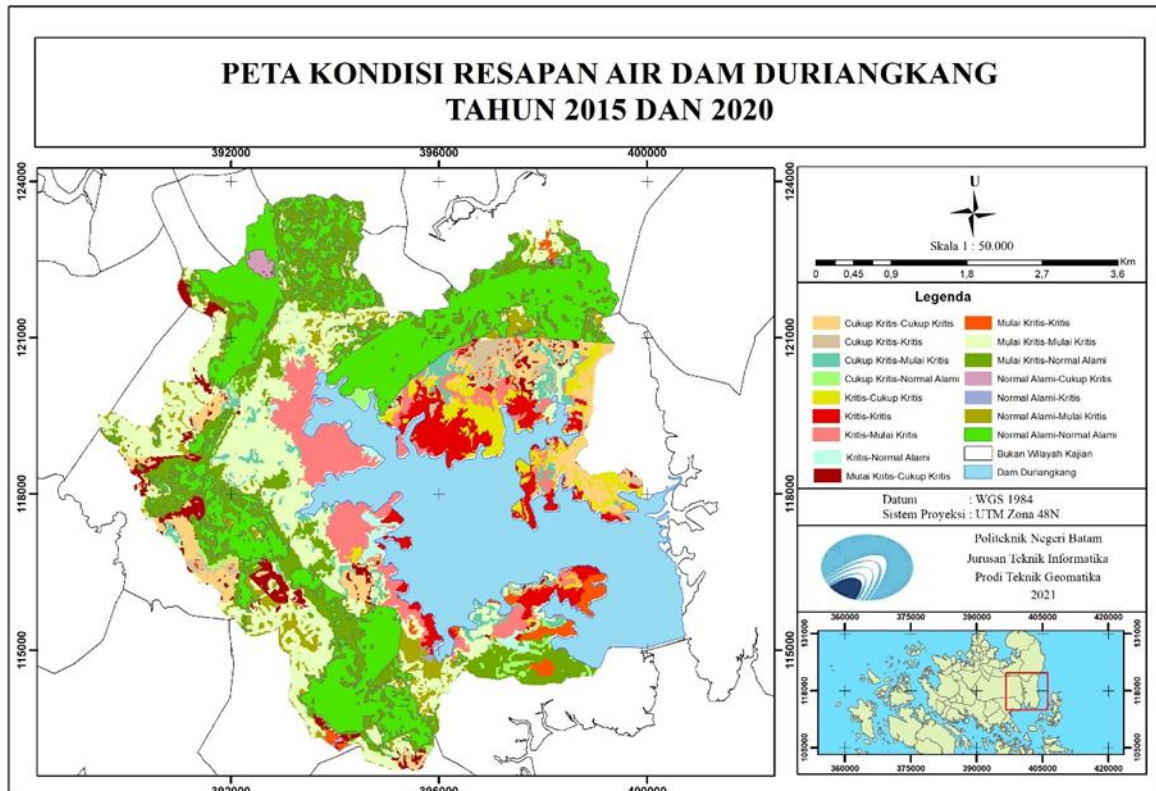 PETA KONDISI RESAPAN AIR DAM DURIANGKANG
TAHUN 2015 DAN 2020
392000 396000 400000
124000 124000
121000 121000
118000 118000
115000 115000
392000 396000 400000
U
Skala 1 : 50.000
Km
0 0,45 0,9 1,8 2,7 3,6
Legenda
Cukup Kritis-Cukup Kritis
Cukup Kritis-Kritis
Cukup Kritis-Mulai Kritis
Cukup Kritis-Normal Alami
Kritis-Cukup Kritis
Kritis-Kritis
Kritis-Mulai Kritis
Kritis-Normal Alami
Mulai Kritis-Cukup Kritis
Mulai Kritis-Kritis
Mulai Kritis-Mulai Kritis
Mulai Kritis-Normal Alami
Normal Alami-Cukup Kritis
Normal Alami-Kritis
Normal Alami-Mulai Kritis
Normal Alami-Normal Alami
Bukan Wilayah Kajian
Dam Duriangkang
Datum : WGS 1984
Sistem Proyeksi : UTM Zona 48N
Politeknik Negeri Batam
Jurusan Teknik Informatika
Prodi Teknik Geomatika
2021
360000 375000 390000 405000 420000
131000 131000
118000 118000
105000 105000
360000 375000 390000 405000 420000